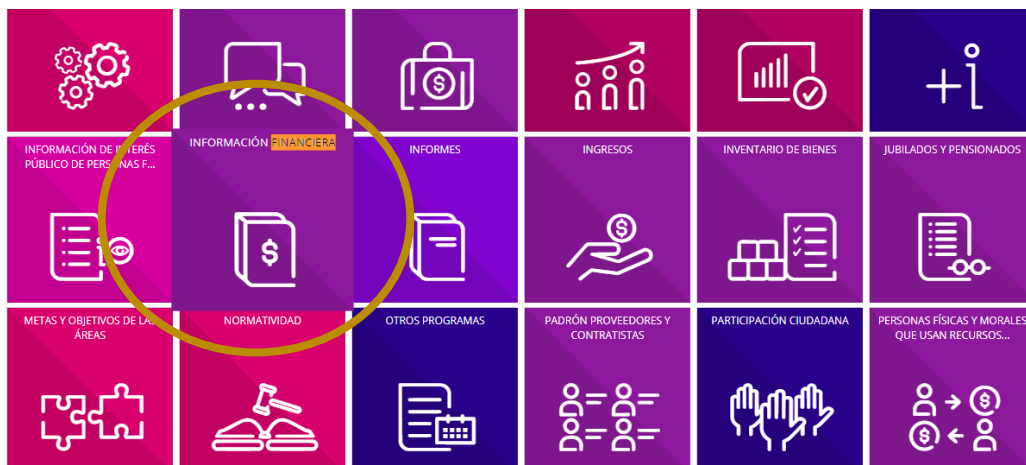 INFORMACIÓN DE INTERÉS
PÚBLICO DE PERSONAS F...
INFORMACIÓN FINANCIERA
INFORMES
INGRESOS
INVENTARIO DE BIENES
JUBILADOS Y PENSIONADOS
METAS Y OBJETIVOS DE LAS
ÁREAS
NORMATIVIDAD
OTROS PROGRAMAS
PADRÓN PROVEEDORES Y
CONTRATISTAS
PARTICIPACIÓN CIUDADANA
PERSONAS FÍSICAS Y MORALES
QUE USAN RECURSOS...